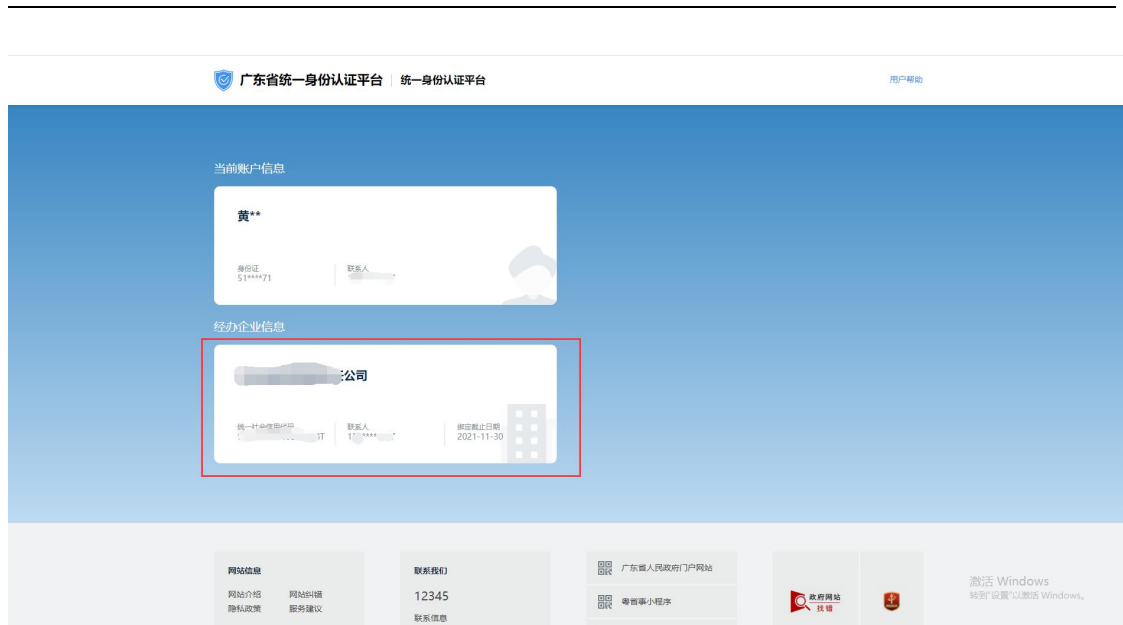 广东省统一身份认证平台 统一身份认证平台 用户帮助
当前账户信息
黄**
身份证 联系人
51****71
经办企业信息
公司
联系人 绑定截止日期
2021-11-30
网站信息
网站介绍 网站纠错
隐私政策 服务建议
联系我们
12345
联系信息
广东省人民政府门户网站
粤省事小程序
政府网站
找错
激活 Windows
转到“设置”以激活 Windows。